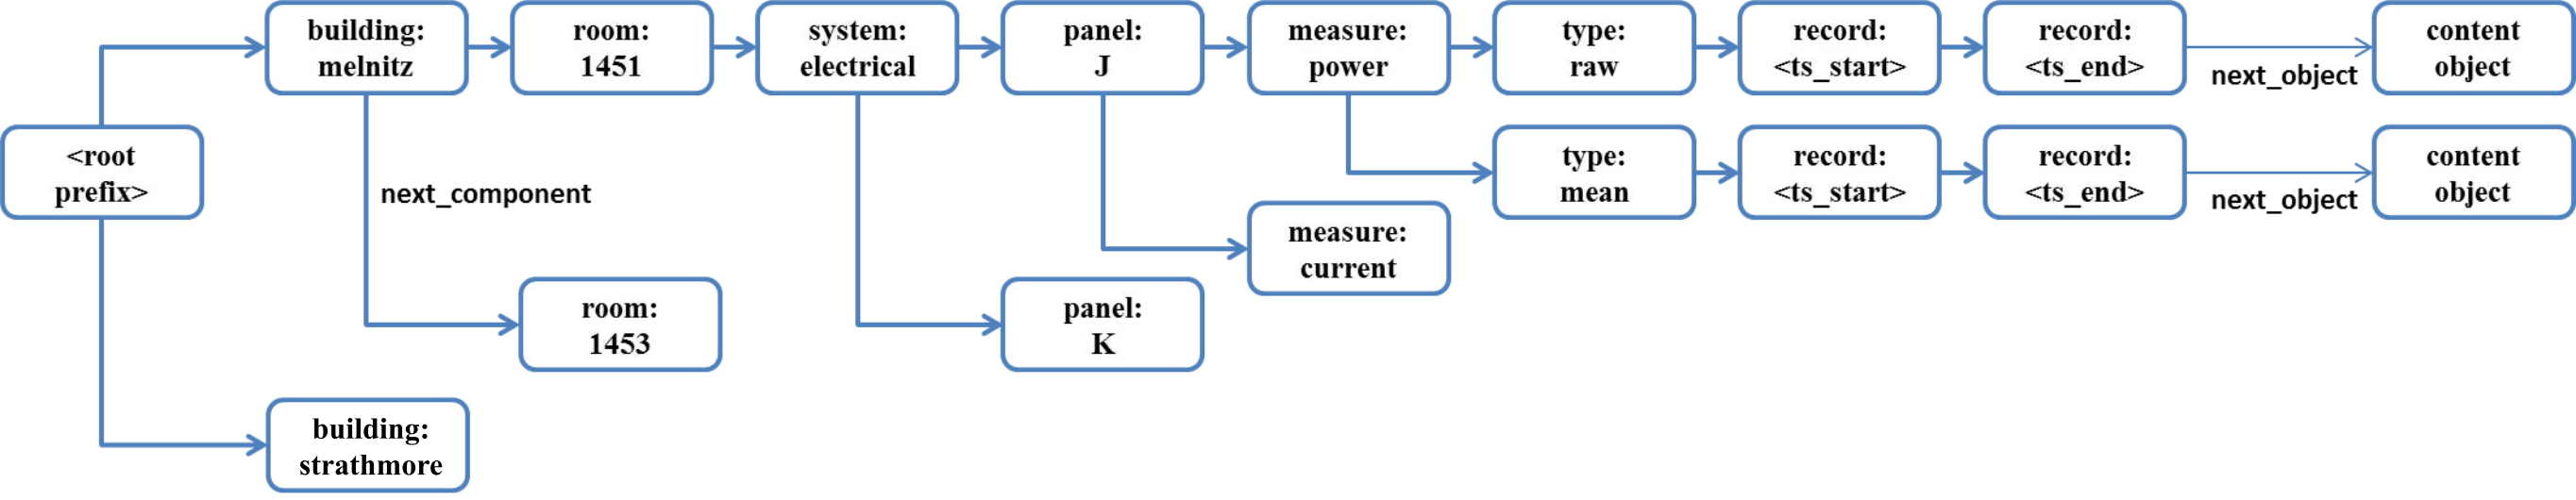 building:
melnitz
room:
1451
system:
electrical
panel:
J
measure:
power
type:
raw
record:
<ts_start>
record:
<ts_end>
next_object
content
object
<root
prefix>
next_component
type:
mean
record:
<ts_start>
record:
<ts_end>
next_object
content
object
measure:
current
room:
1453
panel:
K
building:
strathmore